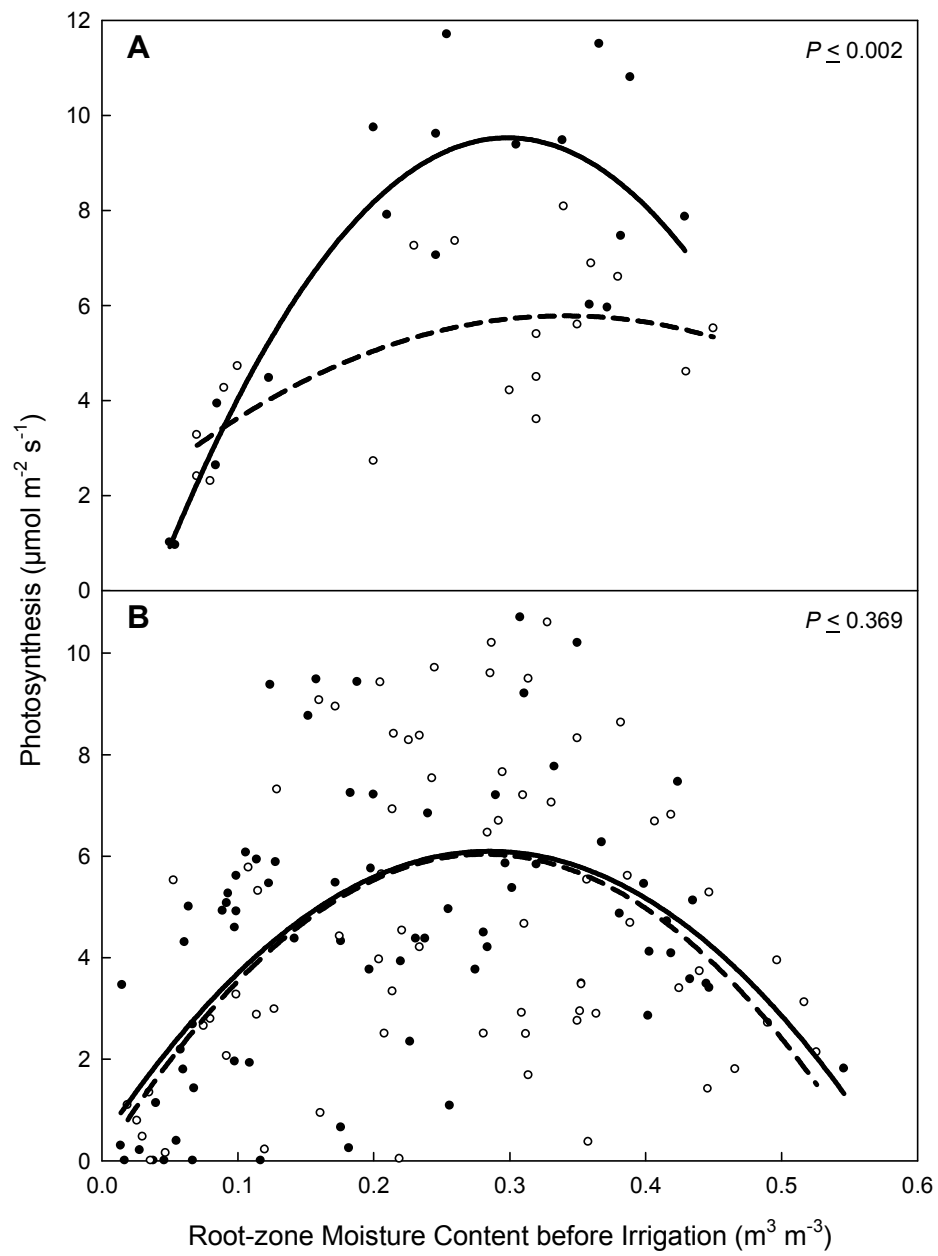 12
A
P ≤ 0.002
10
8
6
4
2
0
B
P ≤ 0.369
10
8
6
4
2
0
0.0 0.1 0.2 0.3 0.4 0.5 0.6
Photosynthesis (µmol m⁻² s⁻¹)
Root-zone Moisture Content before Irrigation (m³ m⁻³)